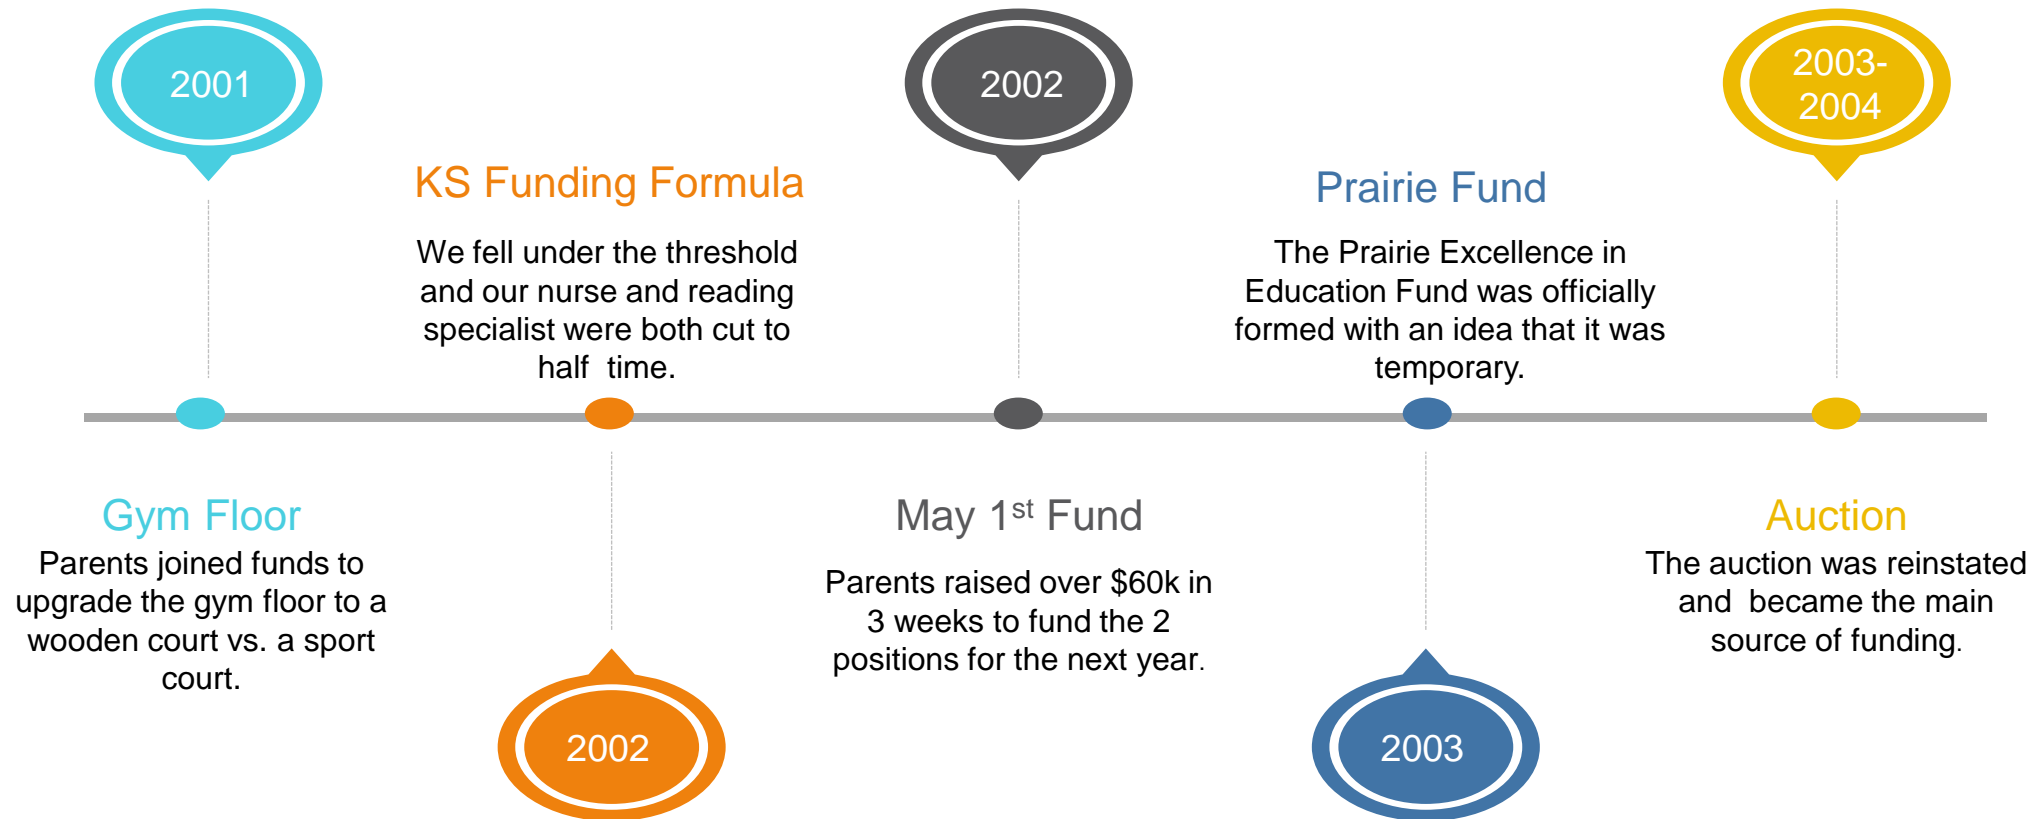 2001
Gym Floor
Parents joined funds to
upgrade the gym floor to a
wooden court vs. a sport
court.
KS Funding Formula
We fell under the threshold
and our nurse and reading
specialist were both cut to
half  time.
2002
2002
May 1st Fund
Parents raised over $60k in
3 weeks to fund the 2
positions for the next year.
Prairie Fund
The Prairie Excellence in
Education Fund was officially
formed with an idea that it was
temporary.
2003
2003-
2004
Auction
The auction was reinstated
and  became the main
source of funding.